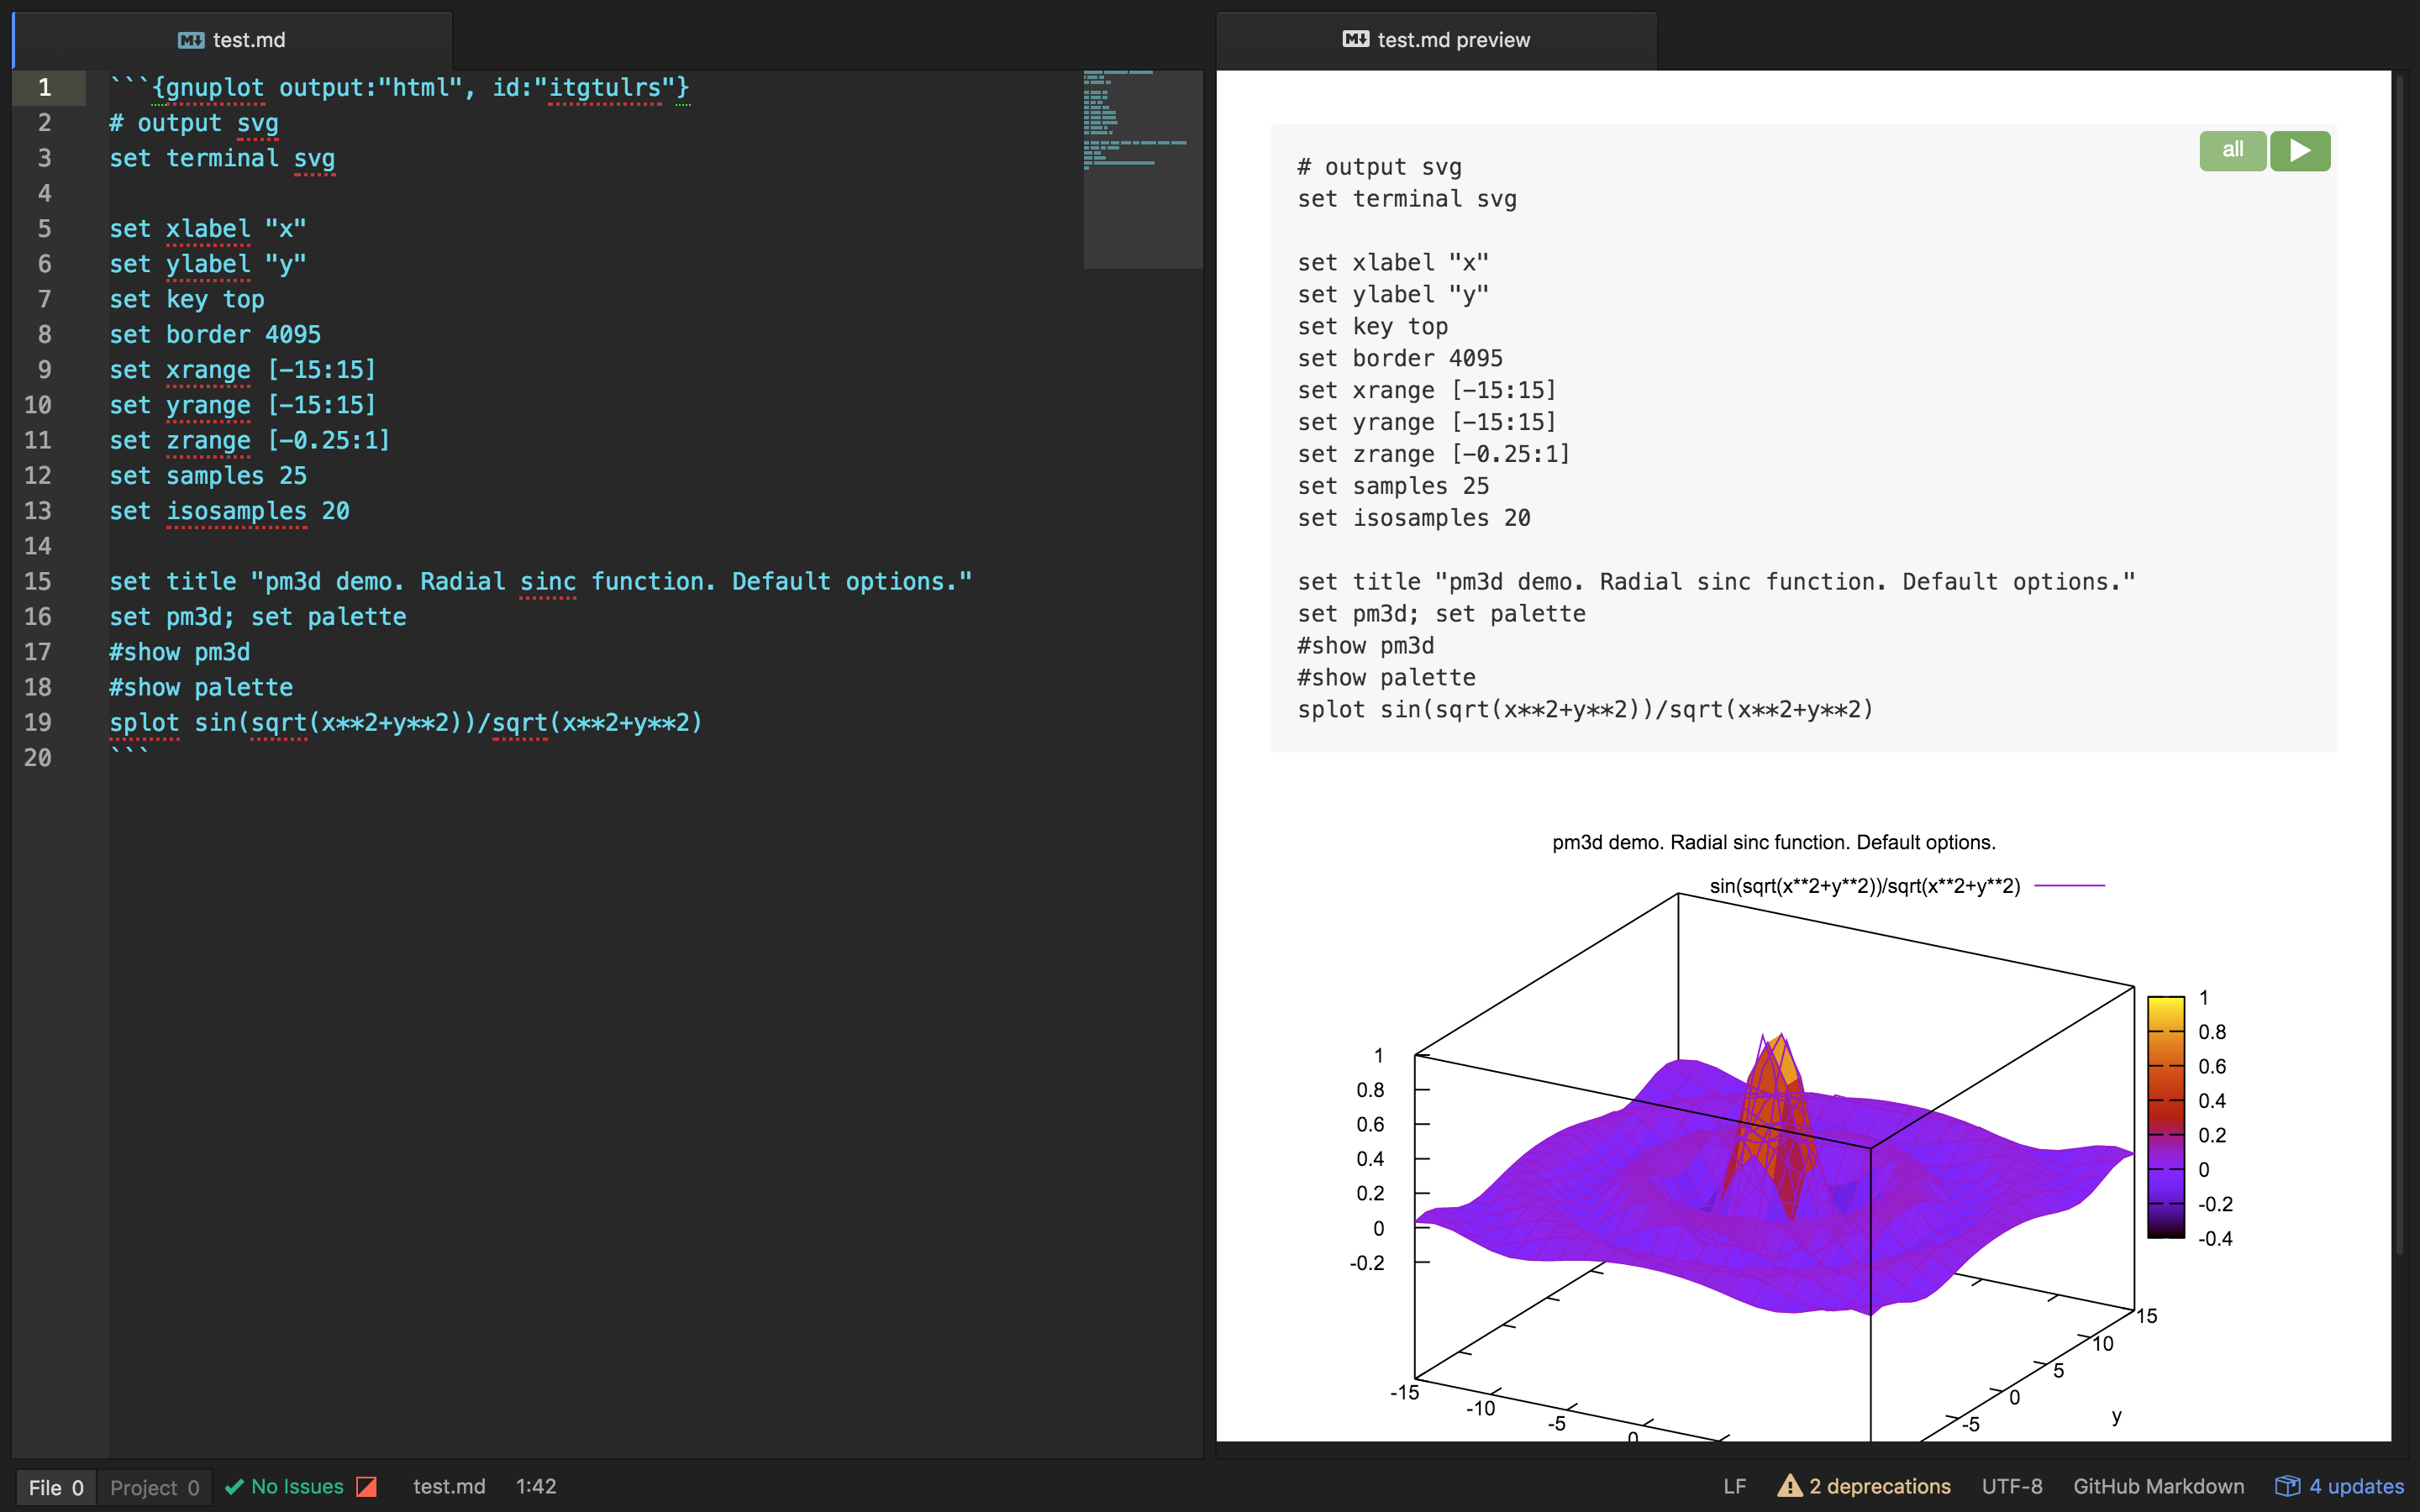 test.md
1 ```{gnuplot output:"html", id:"itgtulrs"}
2 # output svg
3 set terminal svg
4
5 set xlabel "x"
6 set ylabel "y"
7 set key top
8 set border 4095
9 set xrange [-15:15]
10 set yrange [-15:15]
11 set zrange [-0.25:1]
12 set samples 25
13 set isosamples 20
14
15 set title "pm3d demo. Radial sinc function. Default options."
16 set pm3d; set palette
17 #show pm3d
18 #show palette
19 splot sin(sqrt(x**2+y**2))/sqrt(x**2+y**2)
20 ```
test.md preview
all
# output svg
set terminal svg
set xlabel "x"
set ylabel "y"
set key top
set border 4095
set xrange [-15:15]
set yrange [-15:15]
set zrange [-0.25:1]
set samples 25
set isosamples 20
set title "pm3d demo. Radial sinc function. Default options."
set pm3d; set palette
#show pm3d
#show palette
splot sin(sqrt(x**2+y**2))/sqrt(x**2+y**2)
pm3d demo. Radial sinc function. Default options.
sin(sqrt(x**2+y**2))/sqrt(x**2+y**2)
1
0.8
0.6
0.4
0.2
0
-0.2
1
0.8
0.6
0.4
0.2
0
-0.2
-0.4
-15
-10
-5
0
15
10
5
0
-5
y
File 0 Project 0 No Issues test.md 1:42 LF 2 deprecations UTF-8 GitHub Markdown 4 updates